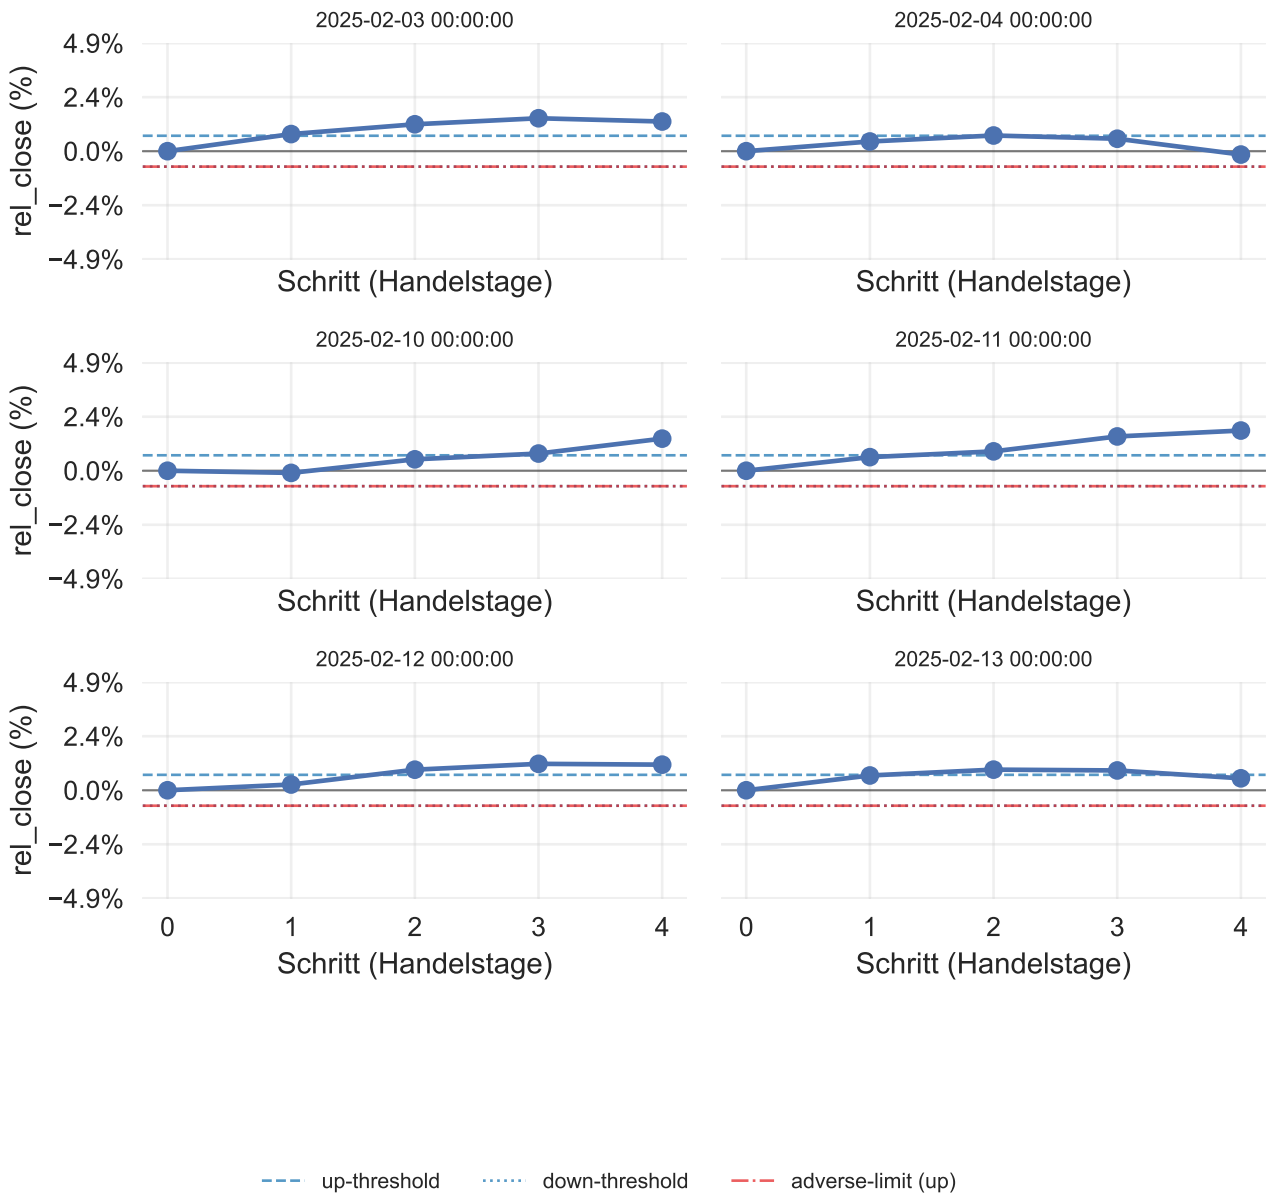 2025-02-03 00:00:00
2025-02-04 00:00:00
rel_close (%)
4.9%
2.4%
0.0%
−2.4%
−4.9%
Schritt (Handelstage)
Schritt (Handelstage)
2025-02-10 00:00:00
2025-02-11 00:00:00
rel_close (%)
4.9%
2.4%
0.0%
−2.4%
−4.9%
Schritt (Handelstage)
Schritt (Handelstage)
2025-02-12 00:00:00
2025-02-13 00:00:00
rel_close (%)
4.9%
2.4%
0.0%
−2.4%
−4.9%
0 1 2 3 4
0 1 2 3 4
Schritt (Handelstage)
Schritt (Handelstage)
up-threshold down-threshold adverse-limit (up)